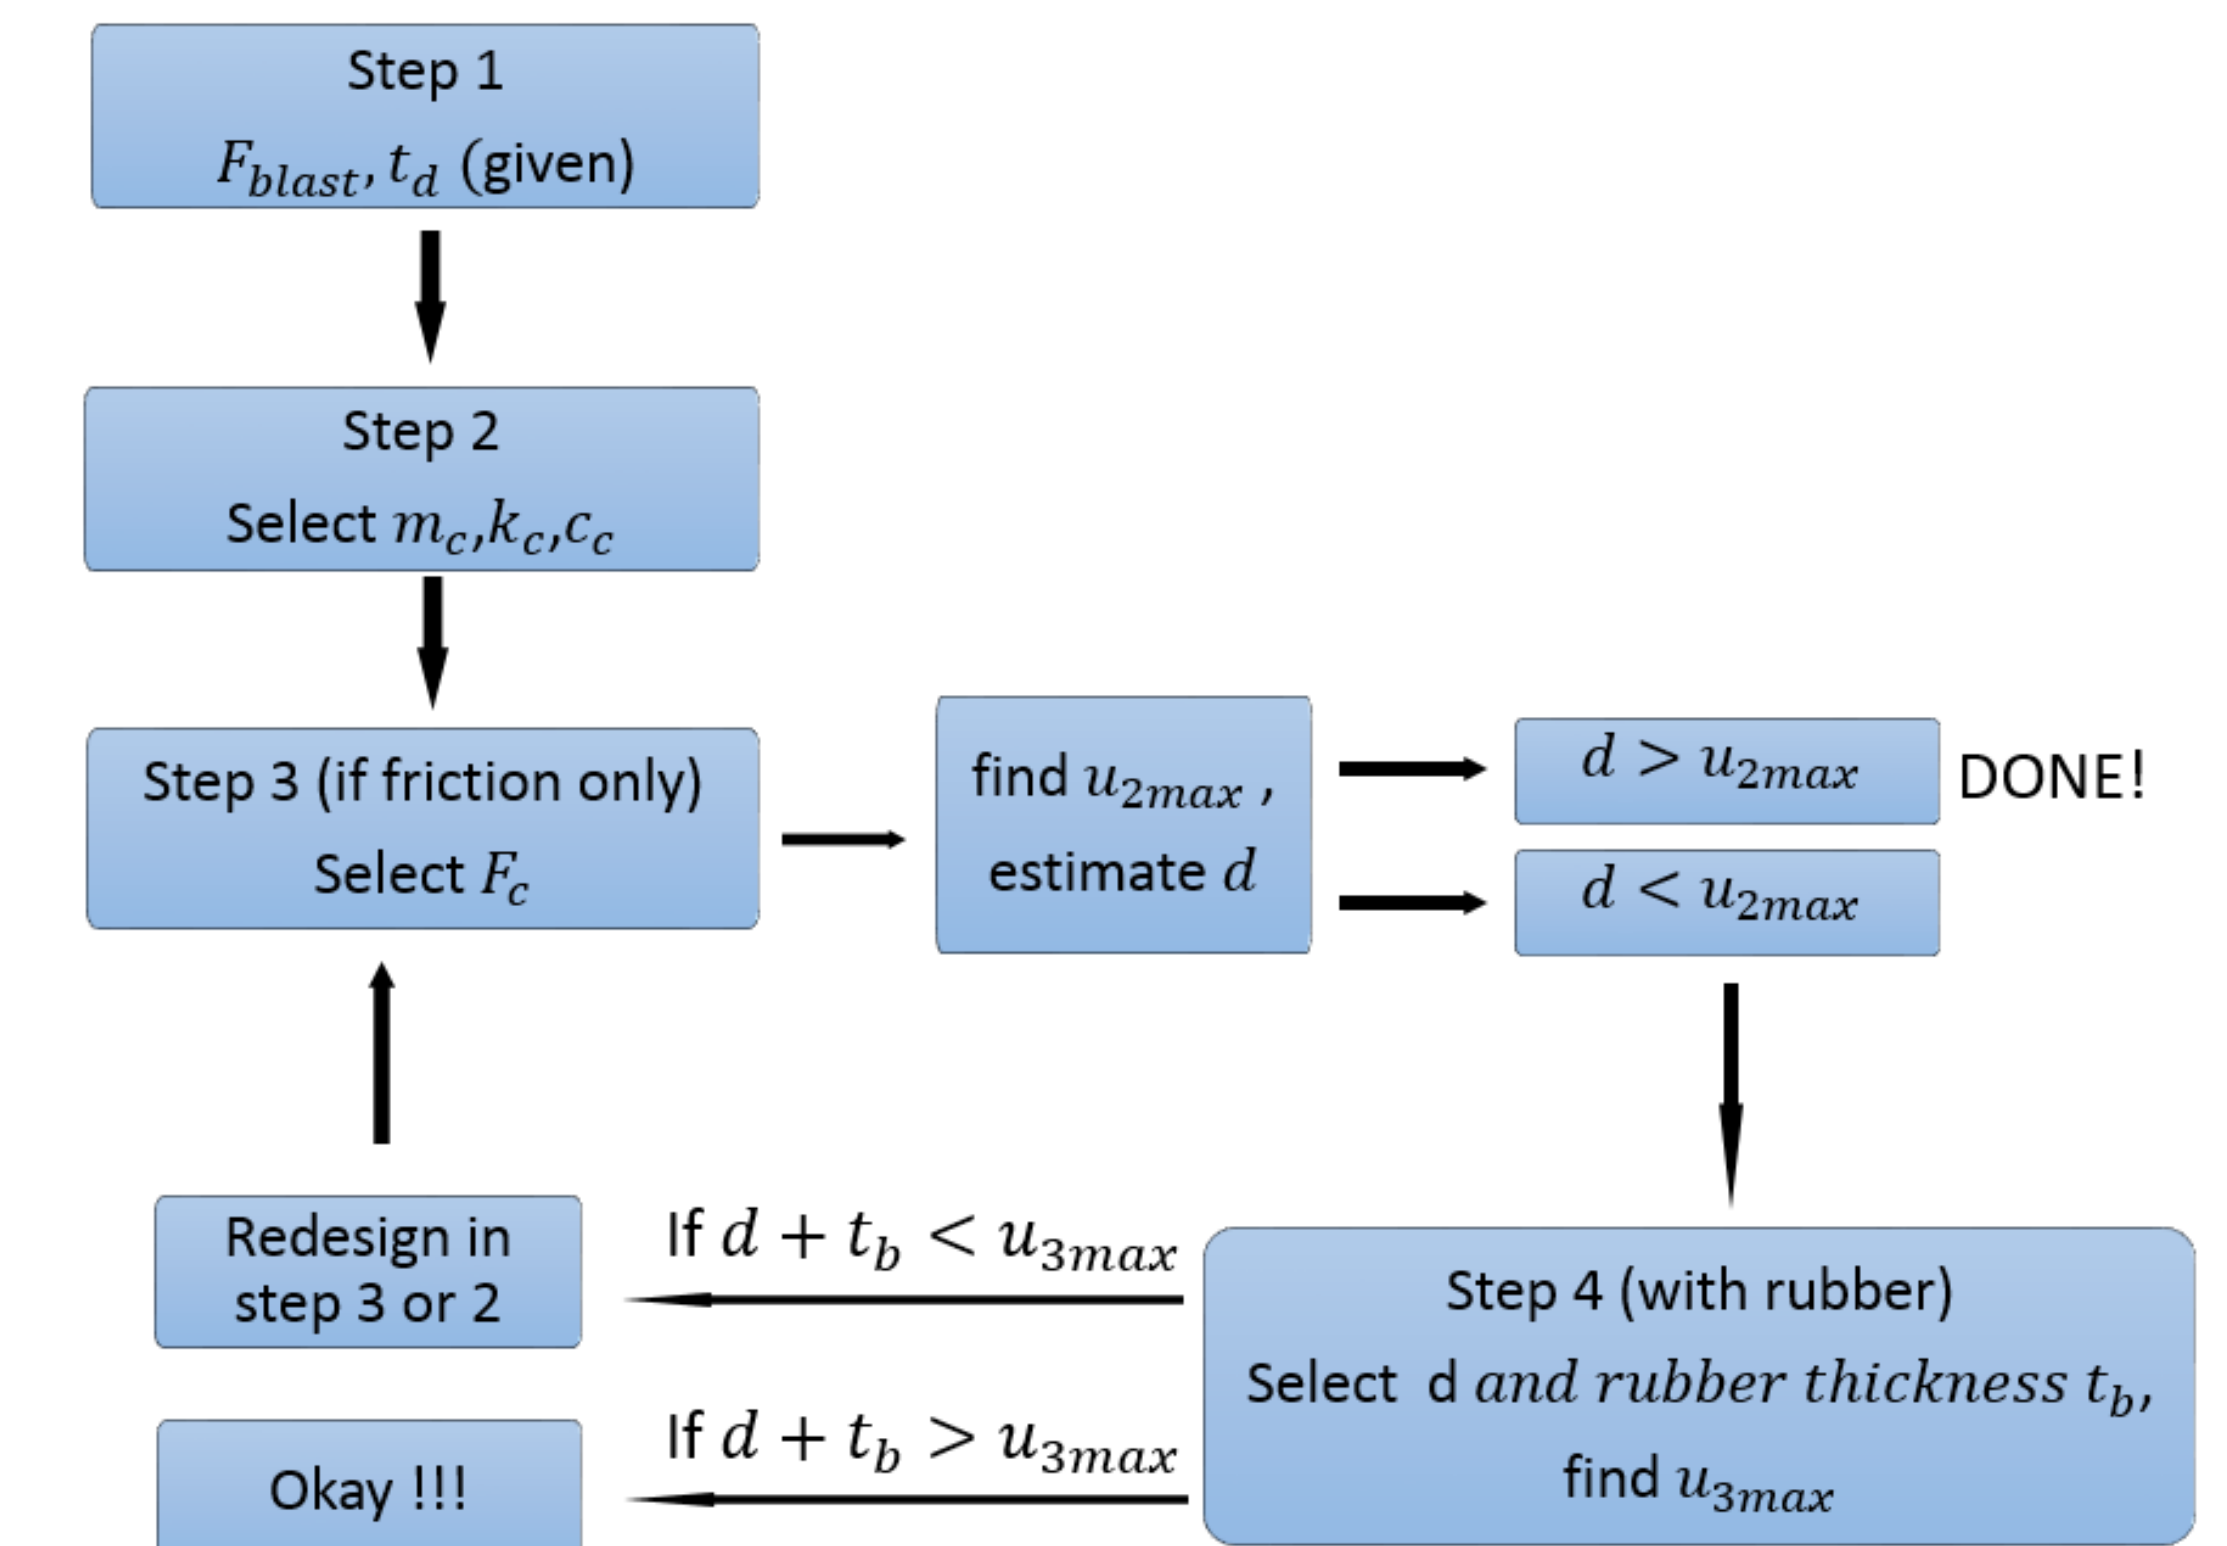 Step 1
F_blast, t_d (given)
Step 2
Select m_c,k_c,c_c
Step 3 (if friction only)
Select F_c
find u_2max ,
estimate d
d > u_2max
DONE!
d < u_2max
Step 4 (with rubber)
Select d and rubber thickness t_b,
find u_3max
If d + t_b < u_3max
Redesign in
step 3 or 2
If d + t_b > u_3max
Okay !!!